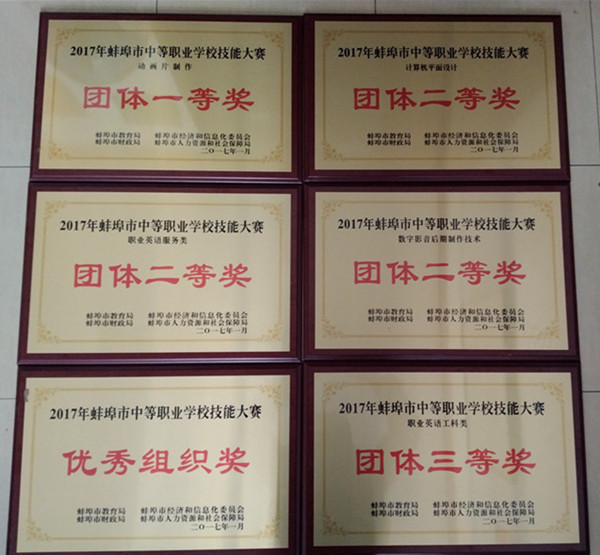 2017年蚌埠市中等职业学校技能大赛
动画片制作
团体一等奖
蚌埠市教育局 蚌埠市经济和信息化委员会
蚌埠市财政局 蚌埠市人力资源和社会保障局
二〇一七年一月
2017年蚌埠市中等职业学校技能大赛
计算机平面设计
团体二等奖
蚌埠市教育局 蚌埠市经济和信息化委员会
蚌埠市财政局 蚌埠市人力资源和社会保障局
二〇一七年一月
2017年蚌埠市中等职业学校技能大赛
职业英语服务类
团体二等奖
蚌埠市教育局 蚌埠市经济和信息化委员会
蚌埠市财政局 蚌埠市人力资源和社会保障局
二〇一七年一月
2017年蚌埠市中等职业学校技能大赛
数字影音后期制作技术
团体二等奖
蚌埠市教育局 蚌埠市经济和信息化委员会
蚌埠市财政局 蚌埠市人力资源和社会保障局
二〇一七年一月
2017年蚌埠市中等职业学校技能大赛
优秀组织奖
蚌埠市教育局 蚌埠市经济和信息化委员会
蚌埠市财政局 蚌埠市人力资源和社会保障局
二〇一七年一月
2017年蚌埠市中等职业学校技能大赛
职业英语工科类
团体三等奖
蚌埠市教育局 蚌埠市经济和信息化委员会
蚌埠市财政局 蚌埠市人力资源和社会保障局
二〇一七年一月